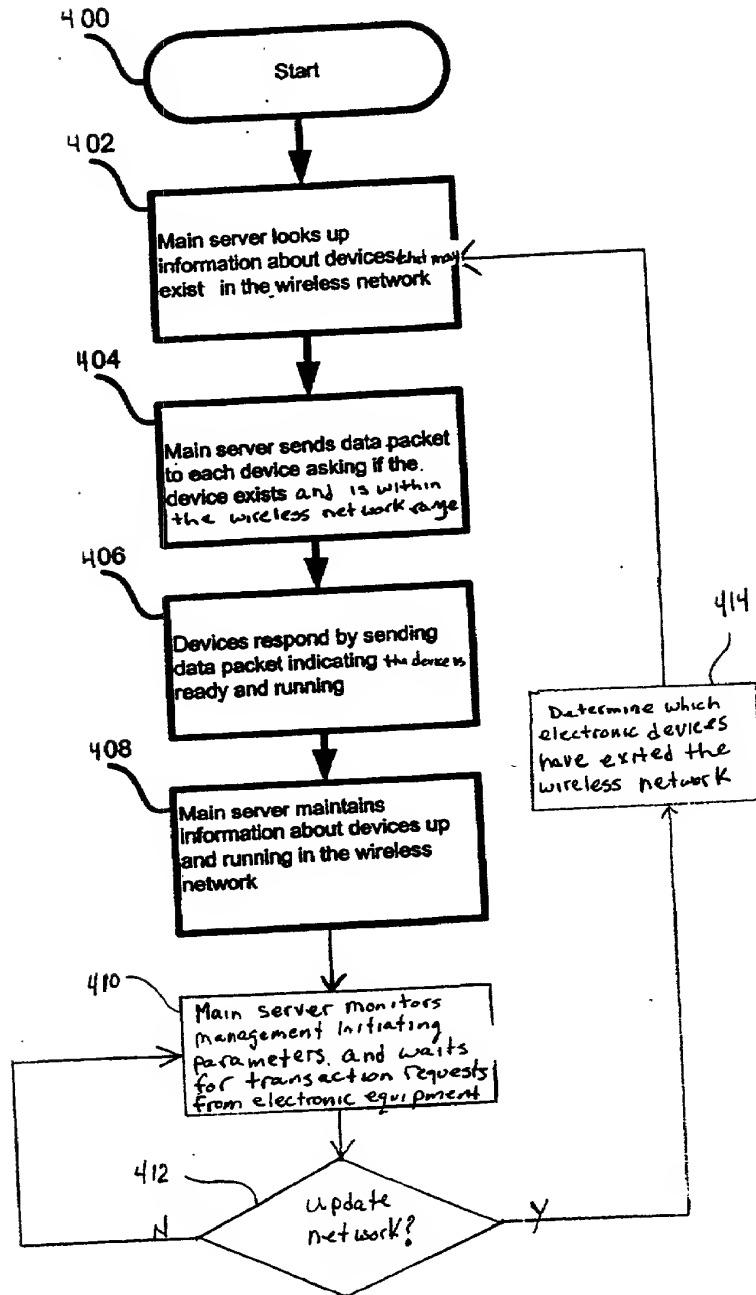 400
Start
402
Main server looks up
information about devices that may
exist in the wireless network
404
Main server sends data packet
to each device asking if the
device exists and is within
the wireless network range
406
Devices respond by sending
data packet indicating the device is
ready and running
408
Main server maintains
information about devices up
and running in the wireless
network
414
Determine which
electronic devices
have exited the
wireless network
410
Main server monitors
management initiating
parameters. and waits
for transaction requests
from electronic equipment
412
update
network?
N
Y